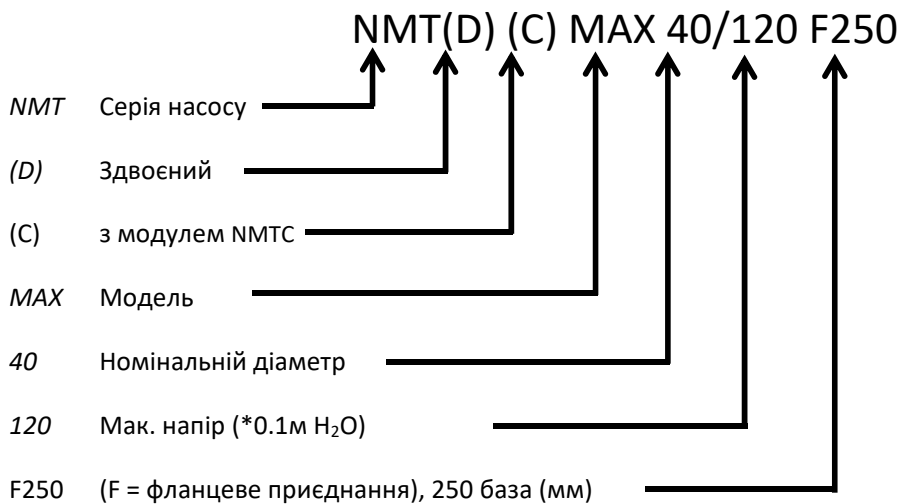 NMT(D) (C) MAX 40/120 F250
NMT Серія насосу
(D) Здвоєний
(C) з модулем NMTC
MAX Модель
40 Номінальній діаметр
120 Мак. напір (*0.1м H₂O)
F250 (F = фланцеве приєднання), 250 база (мм)